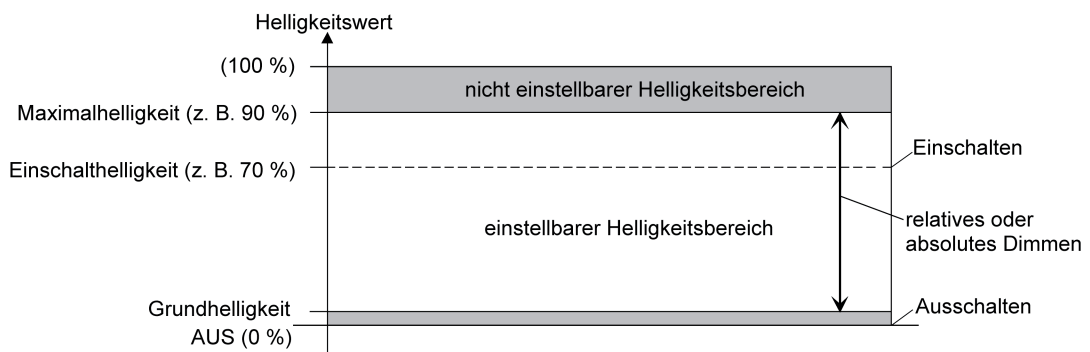 Helligkeitswert
(100 %)
nicht einstellbarer Helligkeitsbereich
Maximalhelligkeit (z. B. 90 %)
Einschalten
Einschalthelligkeit (z. B. 70 %)
relatives oder
absolutes Dimmen
einstellbarer Helligkeitsbereich
Grundhelligkeit
Ausschalten
AUS (0 %)